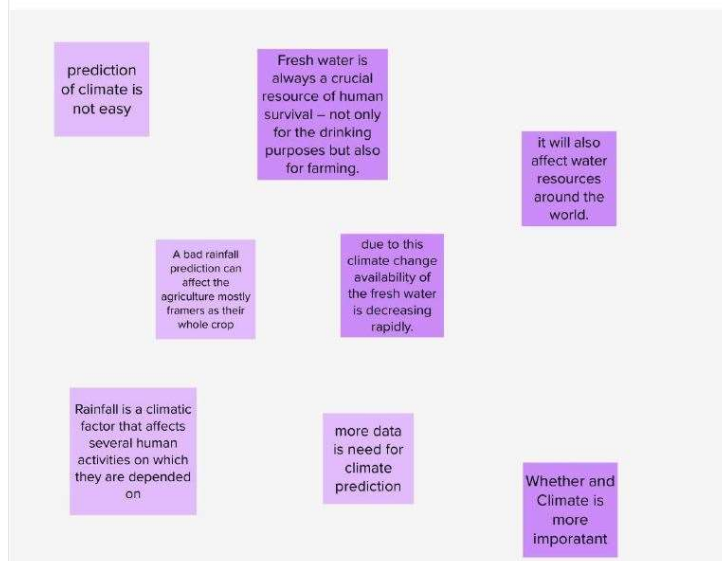 prediction
of climate is
not easy
Fresh water is
always a crucial
resource of human
survival – not only
for the drinking
purposes but also
for farming.
it will also
affect water
resources
around the
world.
A bad rainfall
prediction can
affect the
agriculture mostly
framers as their
whole crop
due to this
climate change
availability of
the fresh water
is decreasing
rapidly.
Rainfall is a climatic
factor that affects
several human
activities on which
they are depended
on
more data
is need for
climate
prediction
Whether and
Climate is
more
imporatant